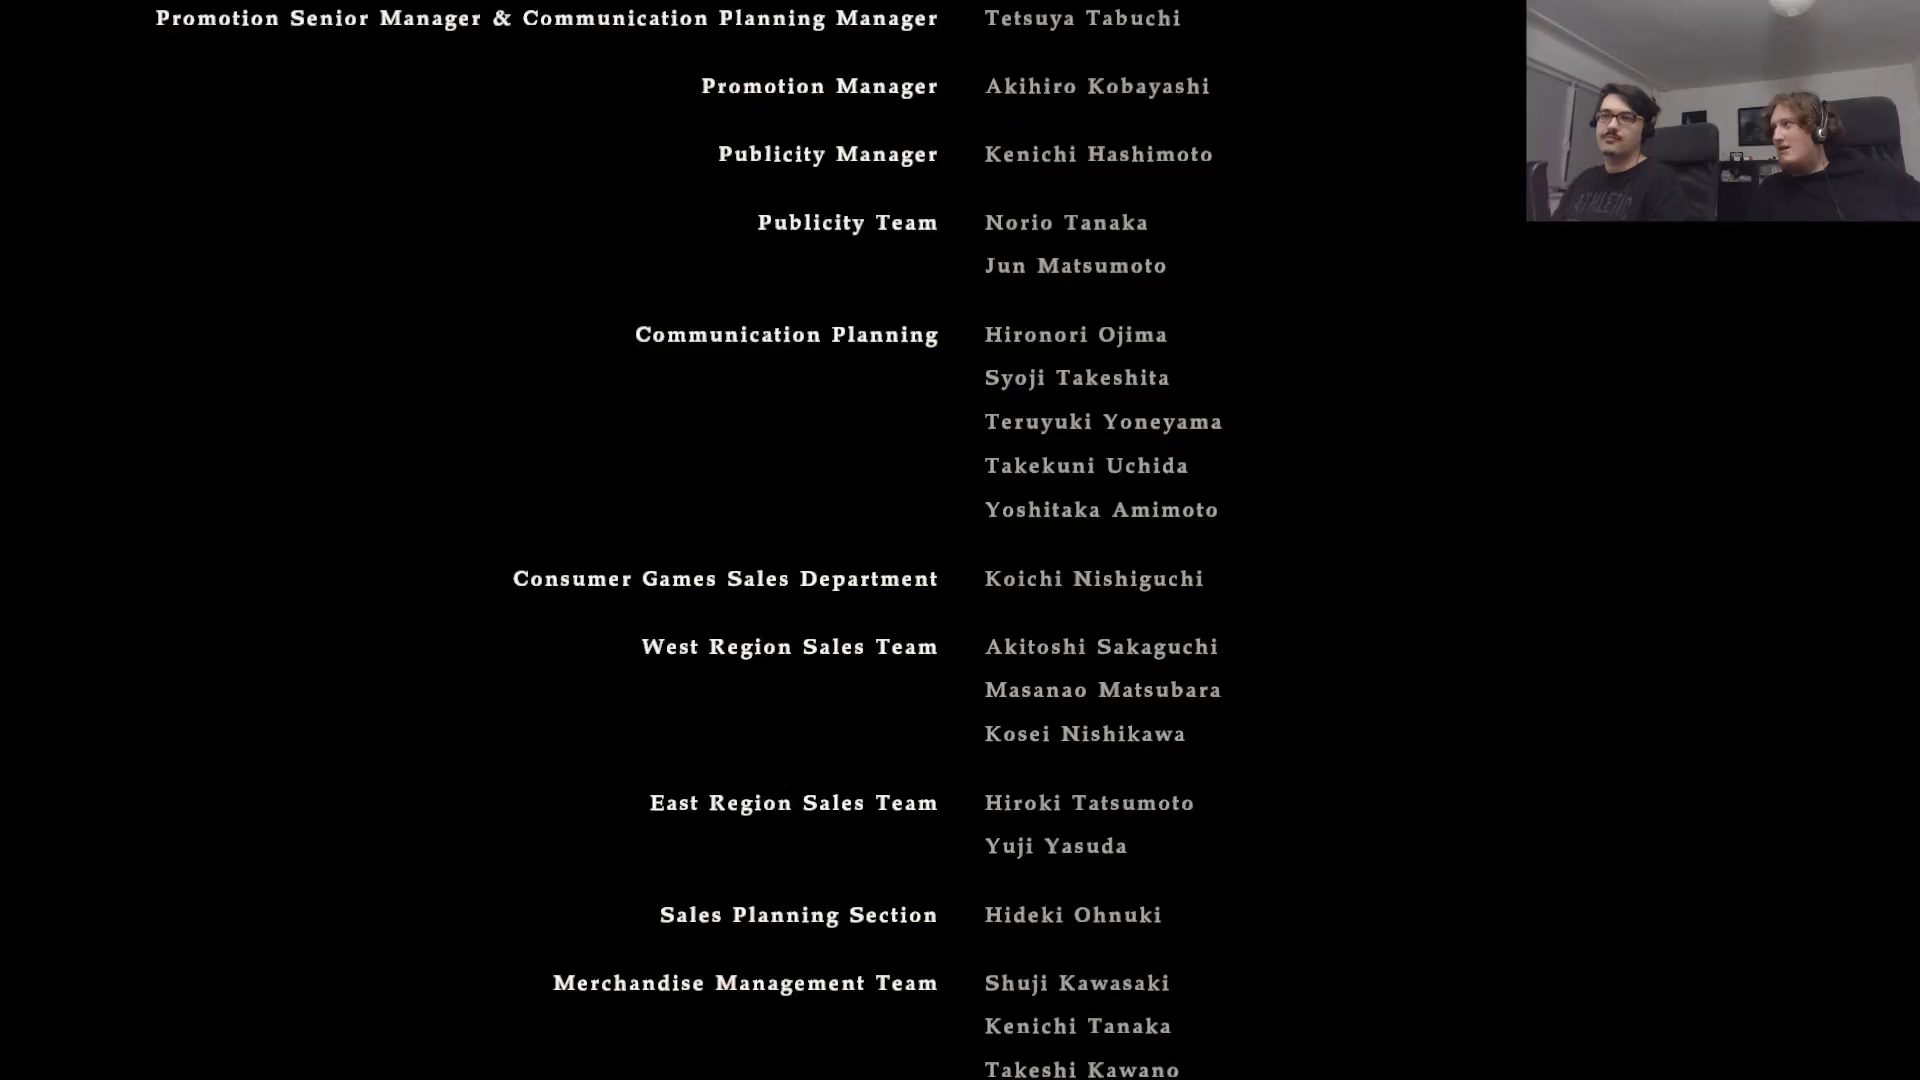 Promotion Senior Manager & Communication Planning Manager Tetsuya Tabuchi
Promotion Manager Akihiro Kobayashi
Publicity Manager Kenichi Hashimoto
Publicity Team Norio Tanaka
Jun Matsumoto
Communication Planning Hironori Ojima
Syoji Takeshita
Teruyuki Yoneyama
Takekuni Uchida
Yoshitaka Amimoto
Consumer Games Sales Department Koichi Nishiguchi
West Region Sales Team Akitoshi Sakaguchi
Masanao Matsubara
Kosei Nishikawa
East Region Sales Team Hiroki Tatsumoto
Yuji Yasuda
Sales Planning Section Hideki Ohnuki
Merchandise Management Team Shuji Kawasaki
Kenichi Tanaka
Takeshi Kawano
ATHLETIC